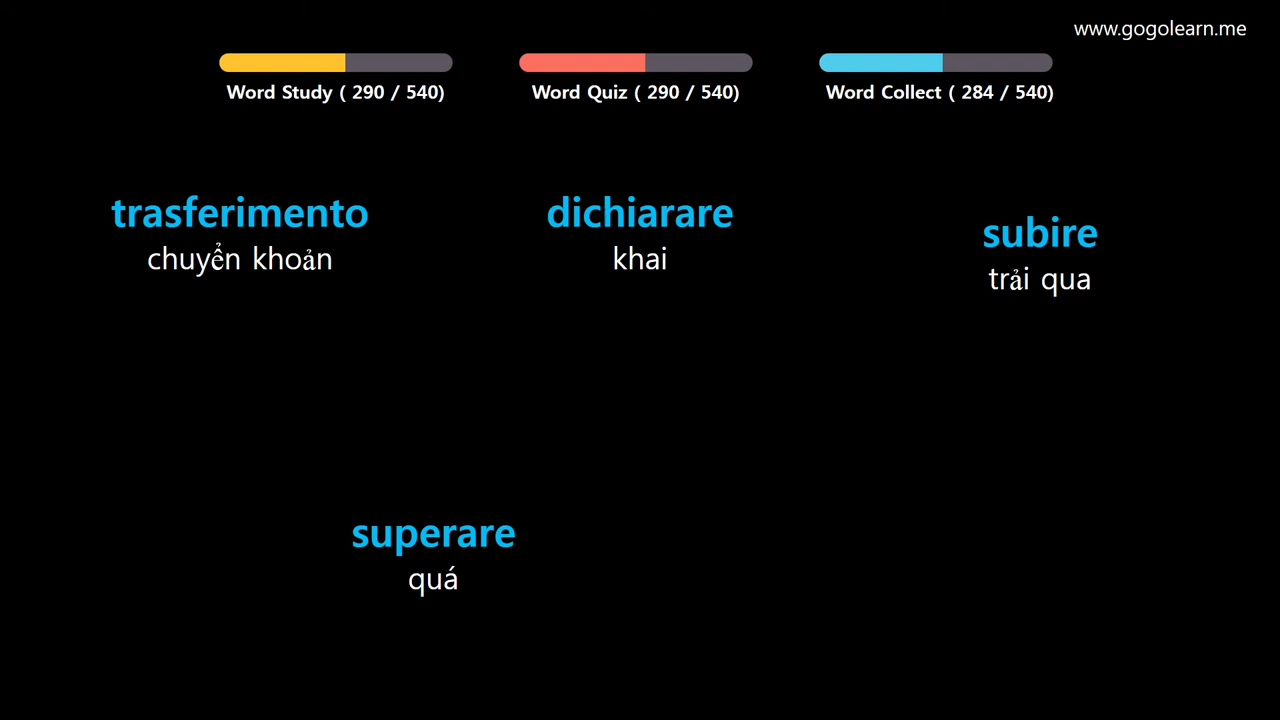 www.gogolearn.me
Word Study ( 290 / 540)
Word Quiz ( 290 / 540)
Word Collect ( 284 / 540)
trasferimento
chuyển khoản
dichiarare
khai
subire
trải qua
superare
quá